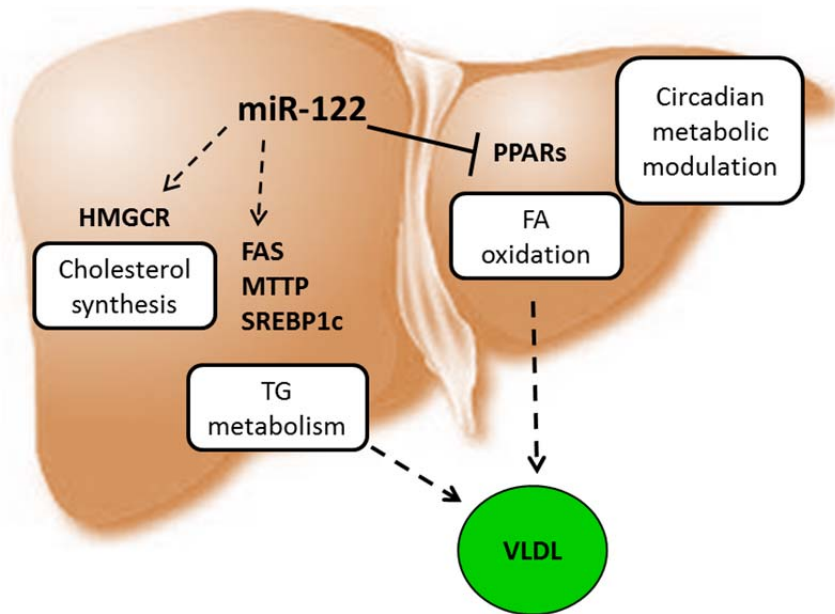 miR-122
HMGCR
Cholesterol
synthesis
FAS
MTTP
SREBP1c
TG
metabolism
PPARs
FA
oxidation
Circadian
metabolic
modulation
VLDL